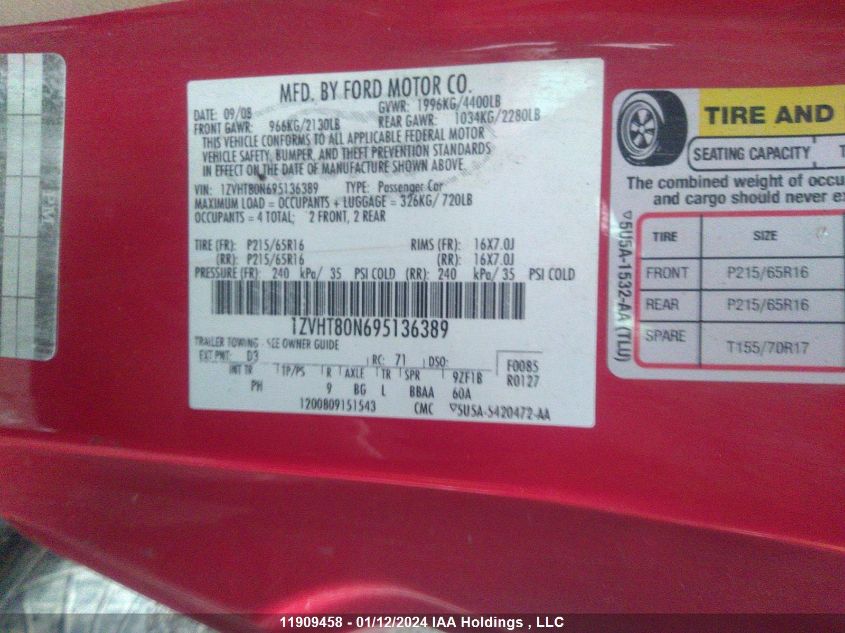 MFD. BY FORD MOTOR CO.
DATE: 09/08 GVWR: 1996KG/4400LB
FRONT GAWR: 966KG/2130LB REAR GAWR: 1034KG/2280LB
THIS VEHICLE CONFORMS TO ALL APPLICABLE FEDERAL MOTOR
VEHICLE SAFETY, BUMPER, AND THEFT PREVENTION STANDARDS
IN EFFECT ON THE DATE OF MANUFACTURE SHOWN ABOVE.
VIN: 1ZVHT80N695136389 TYPE: Passenger Car
MAXIMUM LOAD = OCCUPANTS + LUGGAGE = 326KG/ 720LB
OCCUPANTS = 4 TOTAL; 2 FRONT, 2 REAR
TIRE (FR): P215/65R16 RIMS (FR): 16X7.0J
(RR): P215/65R16 (RR): 16X7.0J
PRESSURE (FR): 240 kPa/ 35 PSI COLD (RR): 240 kPa/ 35 PSI COLD
1ZVHT80N695136389
TRAILER TOWING - SEE OWNER GUIDE
EXT PNT: D3 RC: 71 DSO: F0085
INT TR TP/PS R AXLE TR SPR 9ZF1B R0127
PH 9 BG L BBAA 60A
1200809151543 CMC ▽5U5A-5420472-AA
PM
TIRE AND
SEATING CAPACITY T
The combined weight of occu
and cargo should never ex
TIRE SIZE
FRONT P215/65R16
REAR P215/65R16
SPARE T155/70R17
▽5U5A-1532-AA (TLU)
11909458 - 01/12/2024 IAA Holdings , LLC